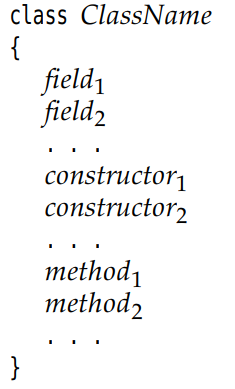 class ClassName
{
field₁
field₂
. . .
constructor₁
constructor₂
. . .
method₁
method₂
. . .
}